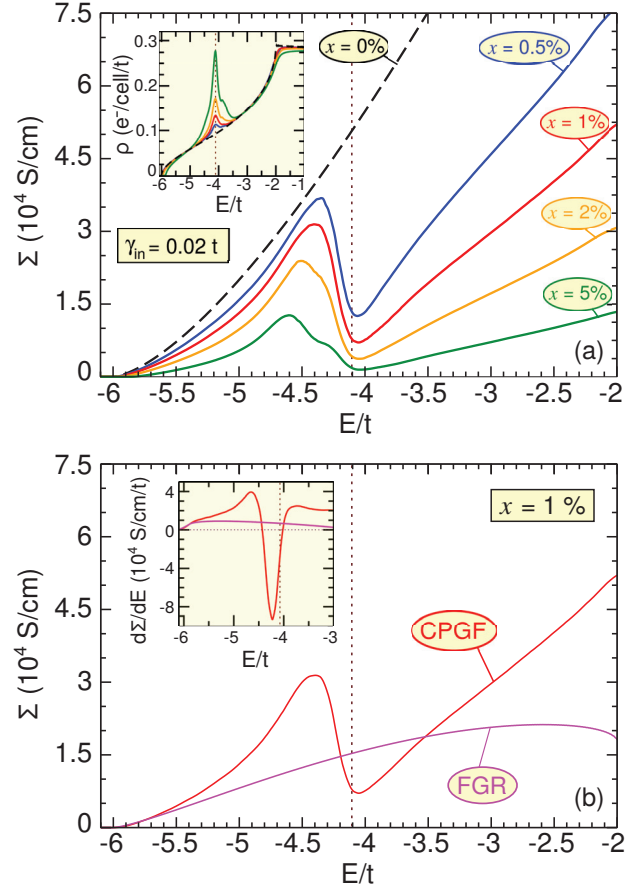 7.5
6
4.5
3
1.5
0
Σ (10⁴ S/cm)
0.3
0.2
0.1
0
ρ (e⁻/cell/t)
-6 -5 -4 -3 -2 -1
E/t
x = 0%
x = 0.5%
x = 1%
x = 2%
x = 5%
γin = 0.02 t
(a)
-6 -5.5 -5 -4.5 -4 -3.5 -3 -2.5 -2
E/t
7.5
6
4.5
3
1.5
0
Σ (10⁴ S/cm)
4
0
-4
-8
dΣ/dE (10⁴ S/cm/t)
-6 -5 -4 -3
E/t
x = 1 %
CPGF
FGR
(b)
-6 -5.5 -5 -4.5 -4 -3.5 -3 -2.5 -2
E/t